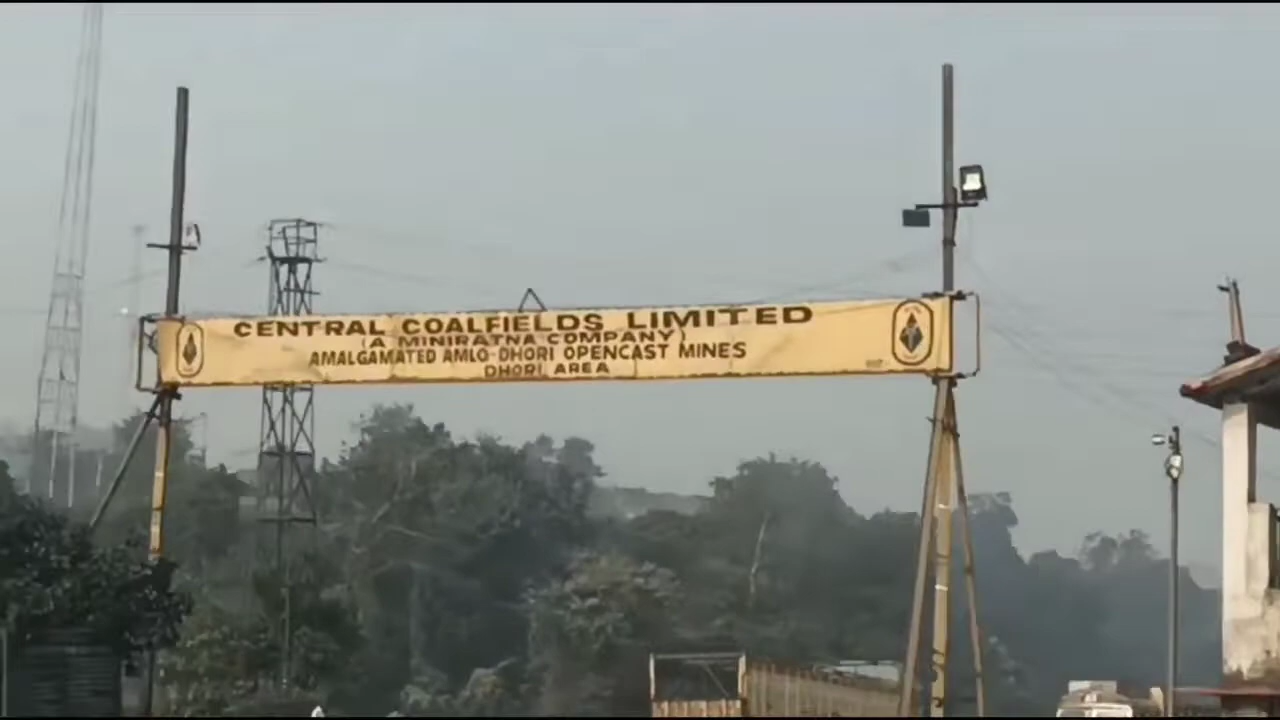 CENTRAL COALFIELDS LIMITED
(A MINIRATNA COMPANY)
AMALGAMATED AMLO-DHORI OPENCAST MINES
DHORI AREA